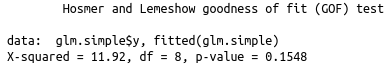 Hosmer and Lemeshow goodness of fit (GOF) test
data:  glm.simple$y, fitted(glm.simple)
X-squared = 11.92, df = 8, p-value = 0.1548